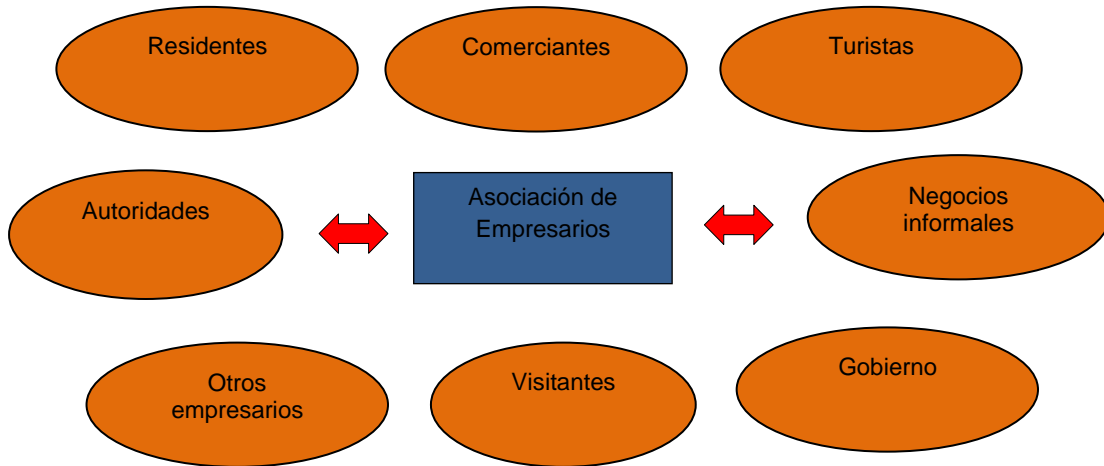 Residentes
Comerciantes
Turistas
Autoridades
Asociación de
Empresarios
Negocios
informales
Otros
empresarios
Visitantes
Gobierno